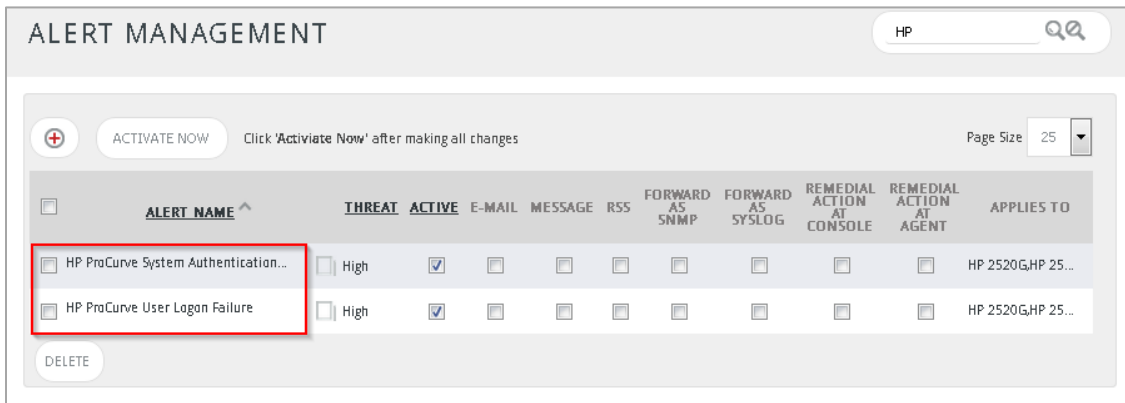 ALERT MANAGEMENT
HP
ACTIVATE NOW
Click 'Activiate Now' after making all changes
Page Size 25
ALERT NAME THREAT ACTIVE E-MAIL MESSAGE RSS FORWARD AS SNMP FORWARD AS SYSLOG REMEDIAL ACTION AT CONSOLE REMEDIAL ACTION AT AGENT APPLIES TO
HP ProCurve System Authentication... High HP 2520G,HP 25...
HP ProCurve User Logon Failure High HP 2520G,HP 25...
DELETE